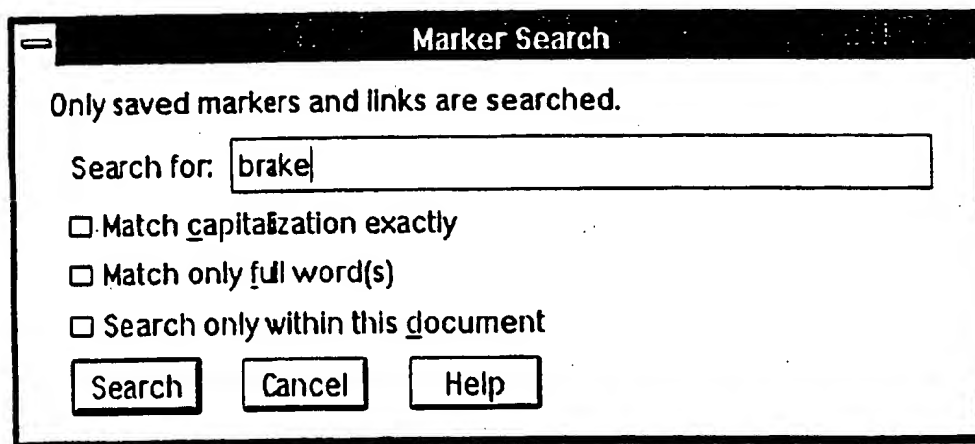 Marker Search
Only saved markers and links are searched.
Search for: brake
Match capitalization exactly
Match only full word(s)
Search only within this document
Search Cancel Help